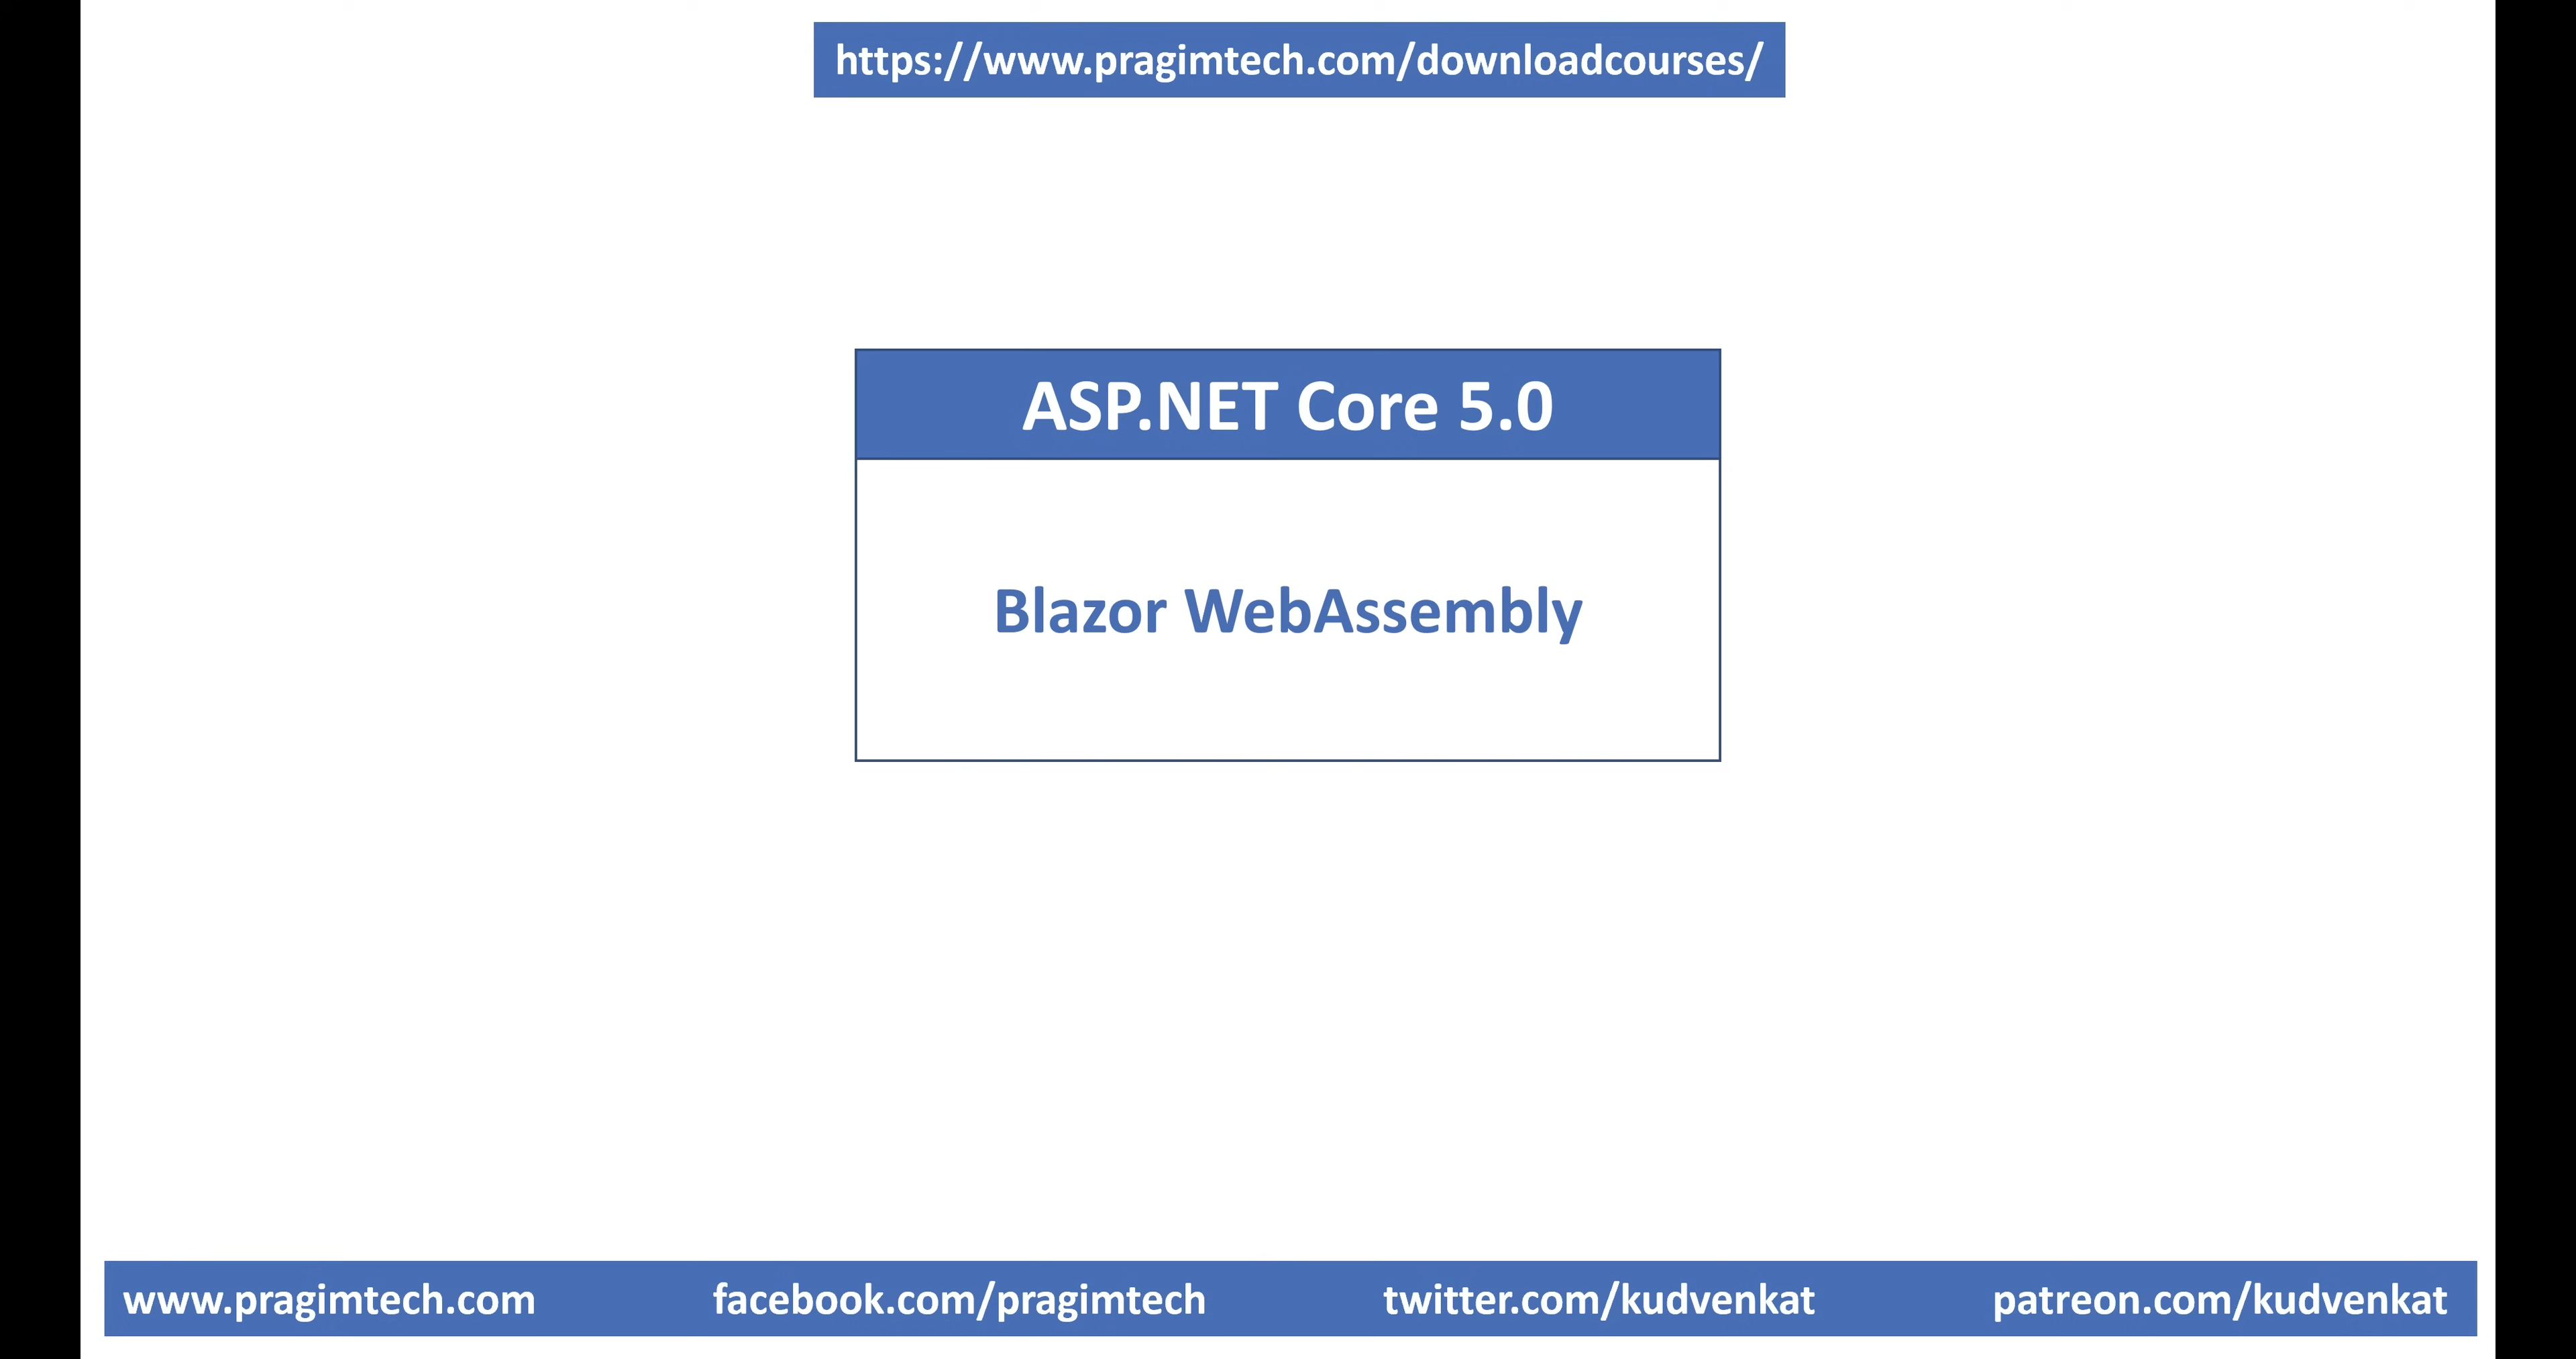 https://www.pragimtech.com/downloadcourses/
ASP.NET Core 5.0
Blazor WebAssembly
www.pragimtech.com facebook.com/pragimtech twitter.com/kudvenkat patreon.com/kudvenkat